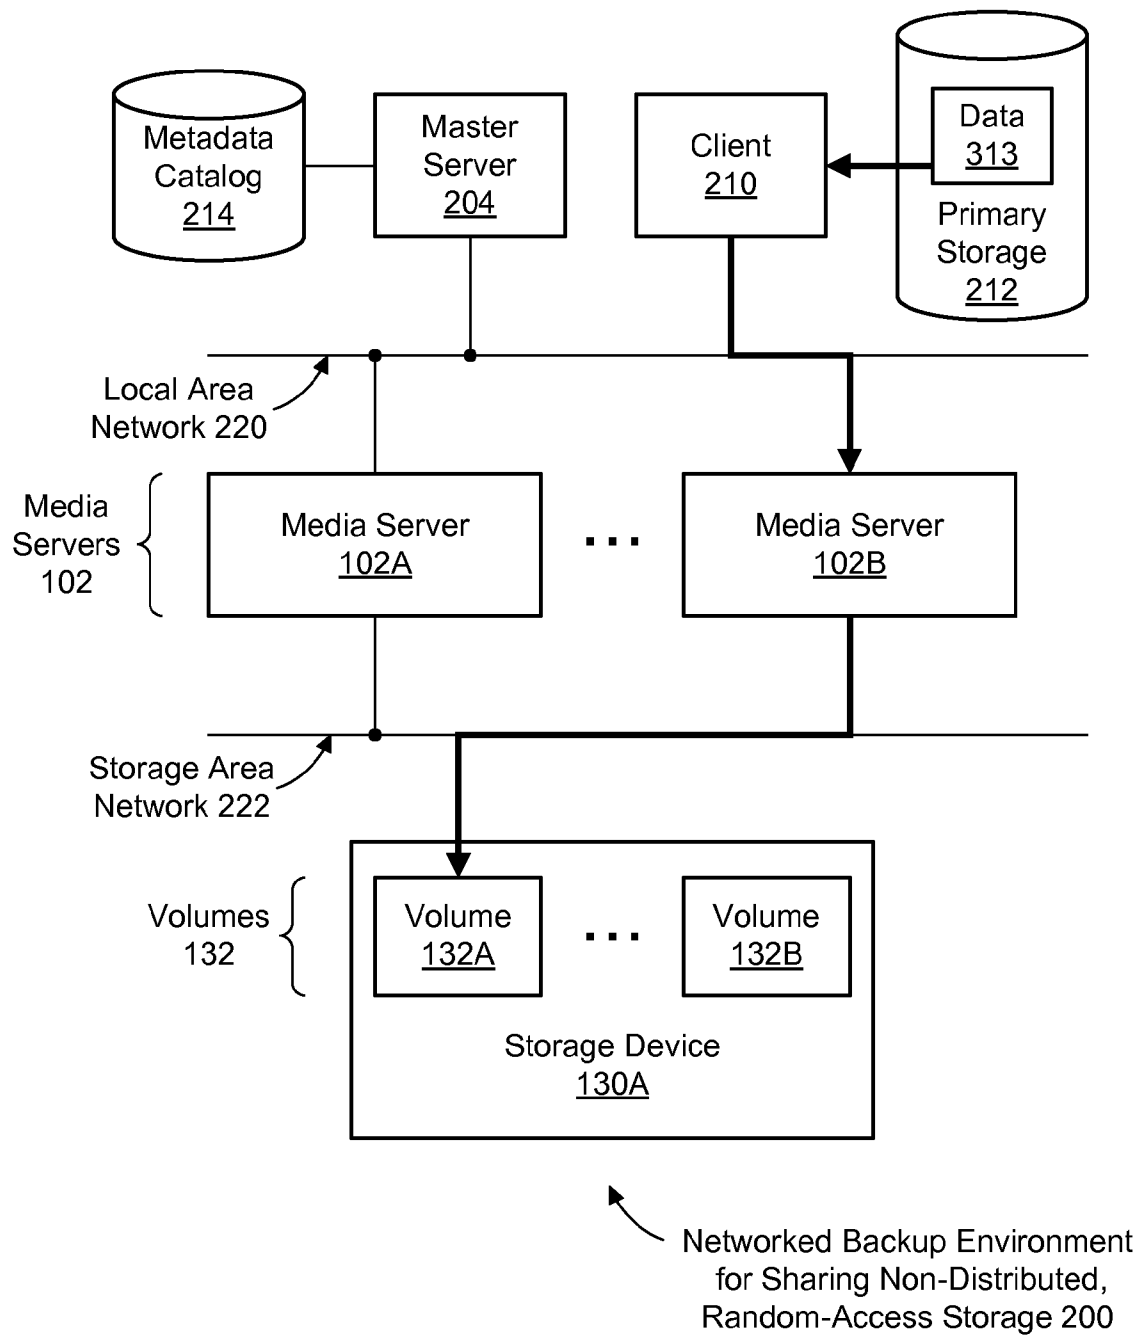 Metadata
Catalog
214
Master
Server
204
Client
210
Data
313
Primary
Storage
212
Local Area
Network 220
Media
Servers
102
Media Server
102A
...
Media Server
102B
Storage Area
Network 222
Volumes
132
Volume
132A
...
Volume
132B
Storage Device
130A
Networked Backup Environment
for Sharing Non-Distributed,
Random-Access Storage 200